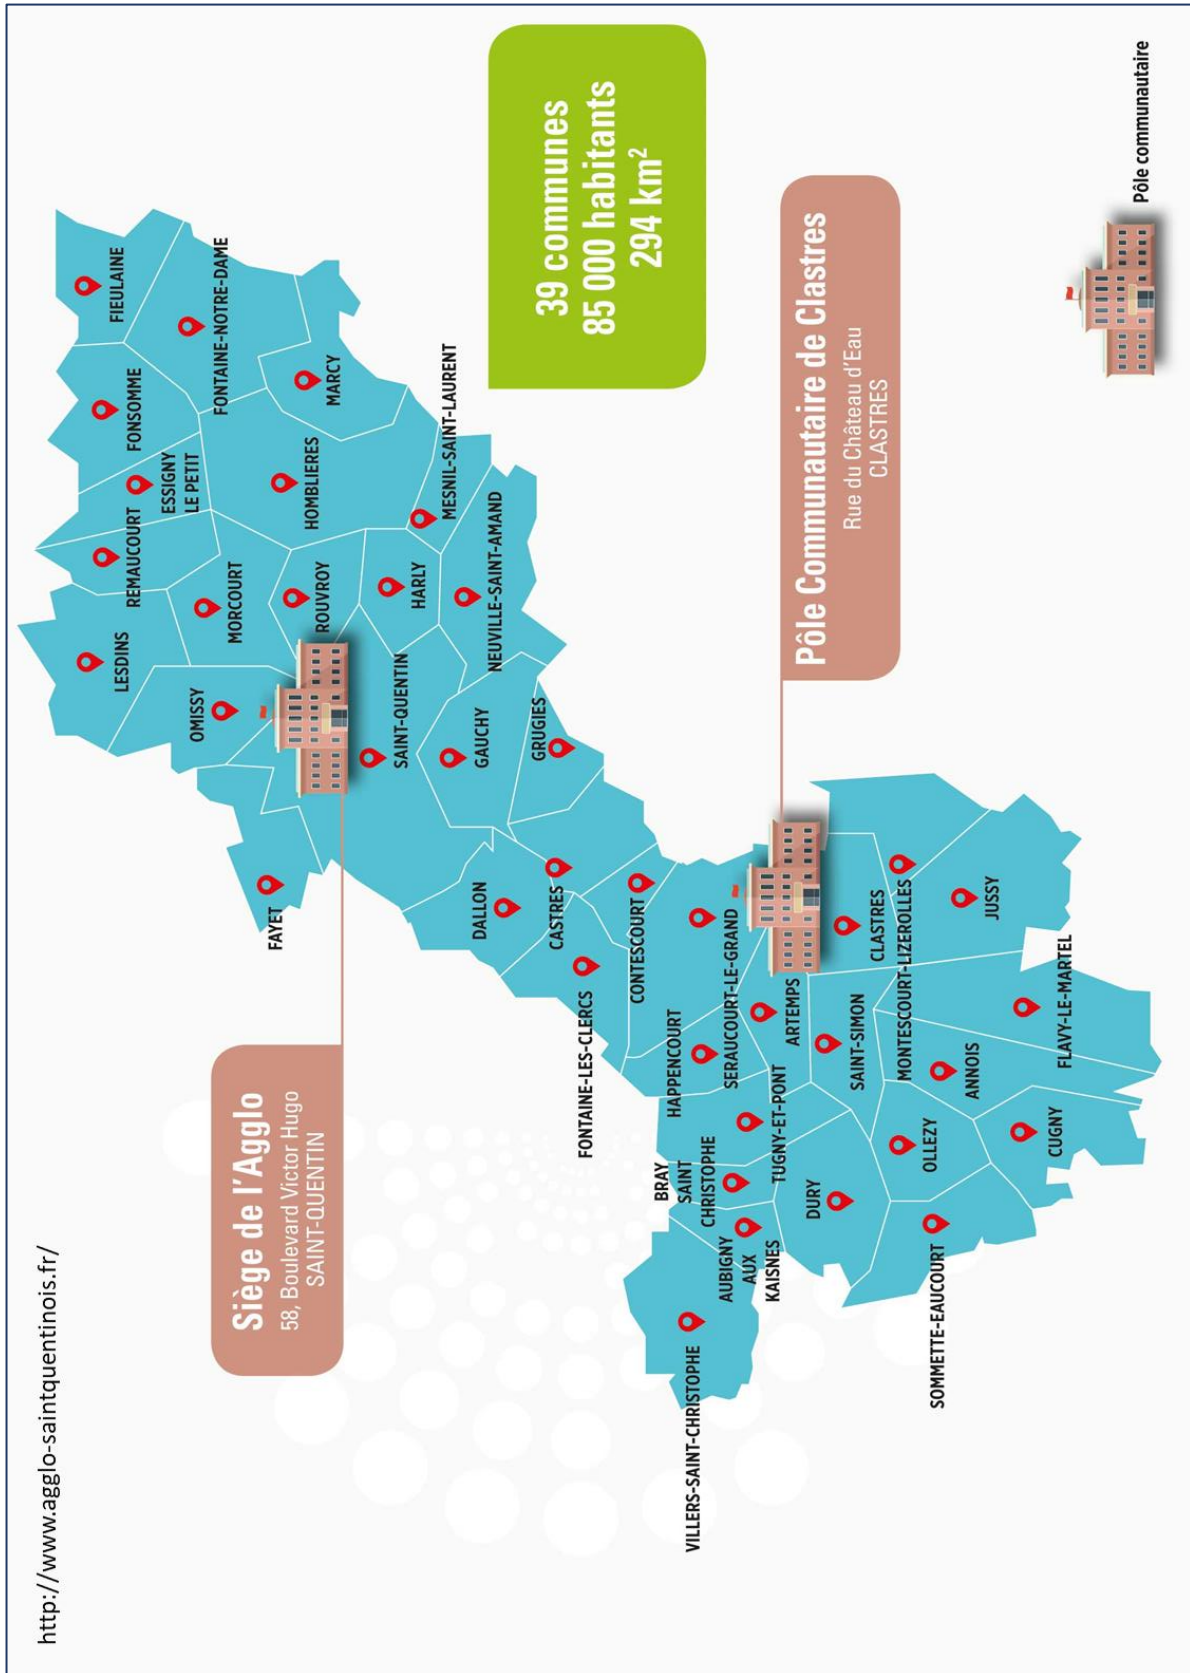 http://www.agglo-saintquentinois.fr/
Siège de l'Agglo
58, Boulevard Victor Hugo
SAINT-QUENTIN
LESDINS
REMAUCOURT
FONSOMME
FIEULAINE
ESSIGNY
LE PETIT
OMISSY
MORCOURT
FONTAINE-NOTRE-DAME
FAYET
ROUVROY
HOMBLIERES
MARCY
SAINT-QUENTIN
HARLY
MESNIL-SAINT-LAURENT
GAUCHY
NEUVILLE-SAINT-AMAND
DALLON
GRUGIES
CASTRES
FONTAINE-LES-CLERCS
CONTESCOURT
39 communes
85 000 habitants
294 km²
HAPPENCOURT
SERAUCOURT-LE-GRAND
VILLERS-SAINT-CHRISTOPHE
BRAY
SAINT
CHRISTOPHE
AUBIGNY
AUX
KAISNES
TUGNY-ET-PONT
ARTEMPS
DURY
SAINT-SIMON
CLASTRES
MONTESCOURT-LIZEROLLES
OLLEZY
SOMMETTE-EAUCOURT
ANNOIS
JUSSY
CUGNY
FLAVY-LE-MARTEL
Pôle Communautaire de Clastres
Rue du Château d'Eau
CLASTRES
Pôle communautaire